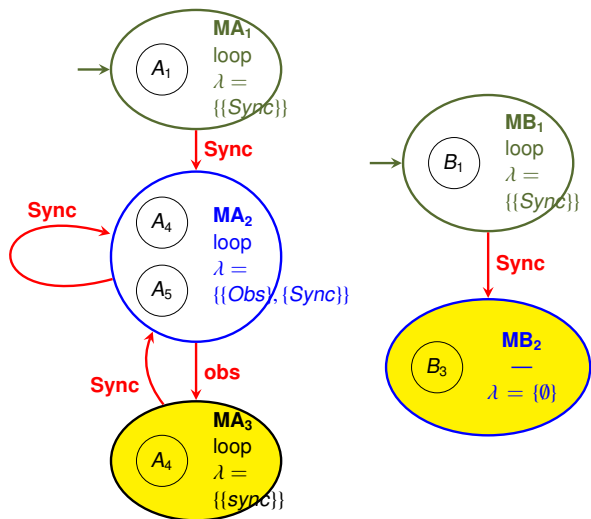 MA₁
loop
A₁
λ =
{{Sync}}
Sync
MA₂
A₄
loop
λ =
A₅
{{Obs},{Sync}}
Sync
obs
Sync
MA₃
loop
A₄
λ =
{{sync}}
MB₁
loop
B₁
λ =
{{Sync}}
Sync
MB₂
—
B₃
λ = {∅}